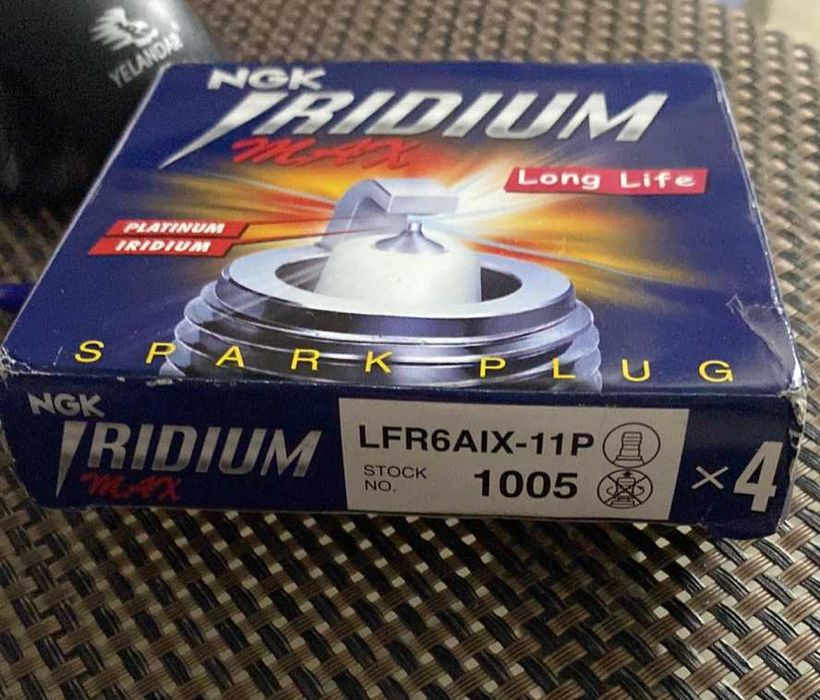 YELANDAR
NGK
IRIDIUM
MAX
Long Life
PLATINUM
IRIDIUM
SPARK PLUG
NGK
IRIDIUM
MAX
LFR6AIX-11P
STOCK NO. 1005
×4